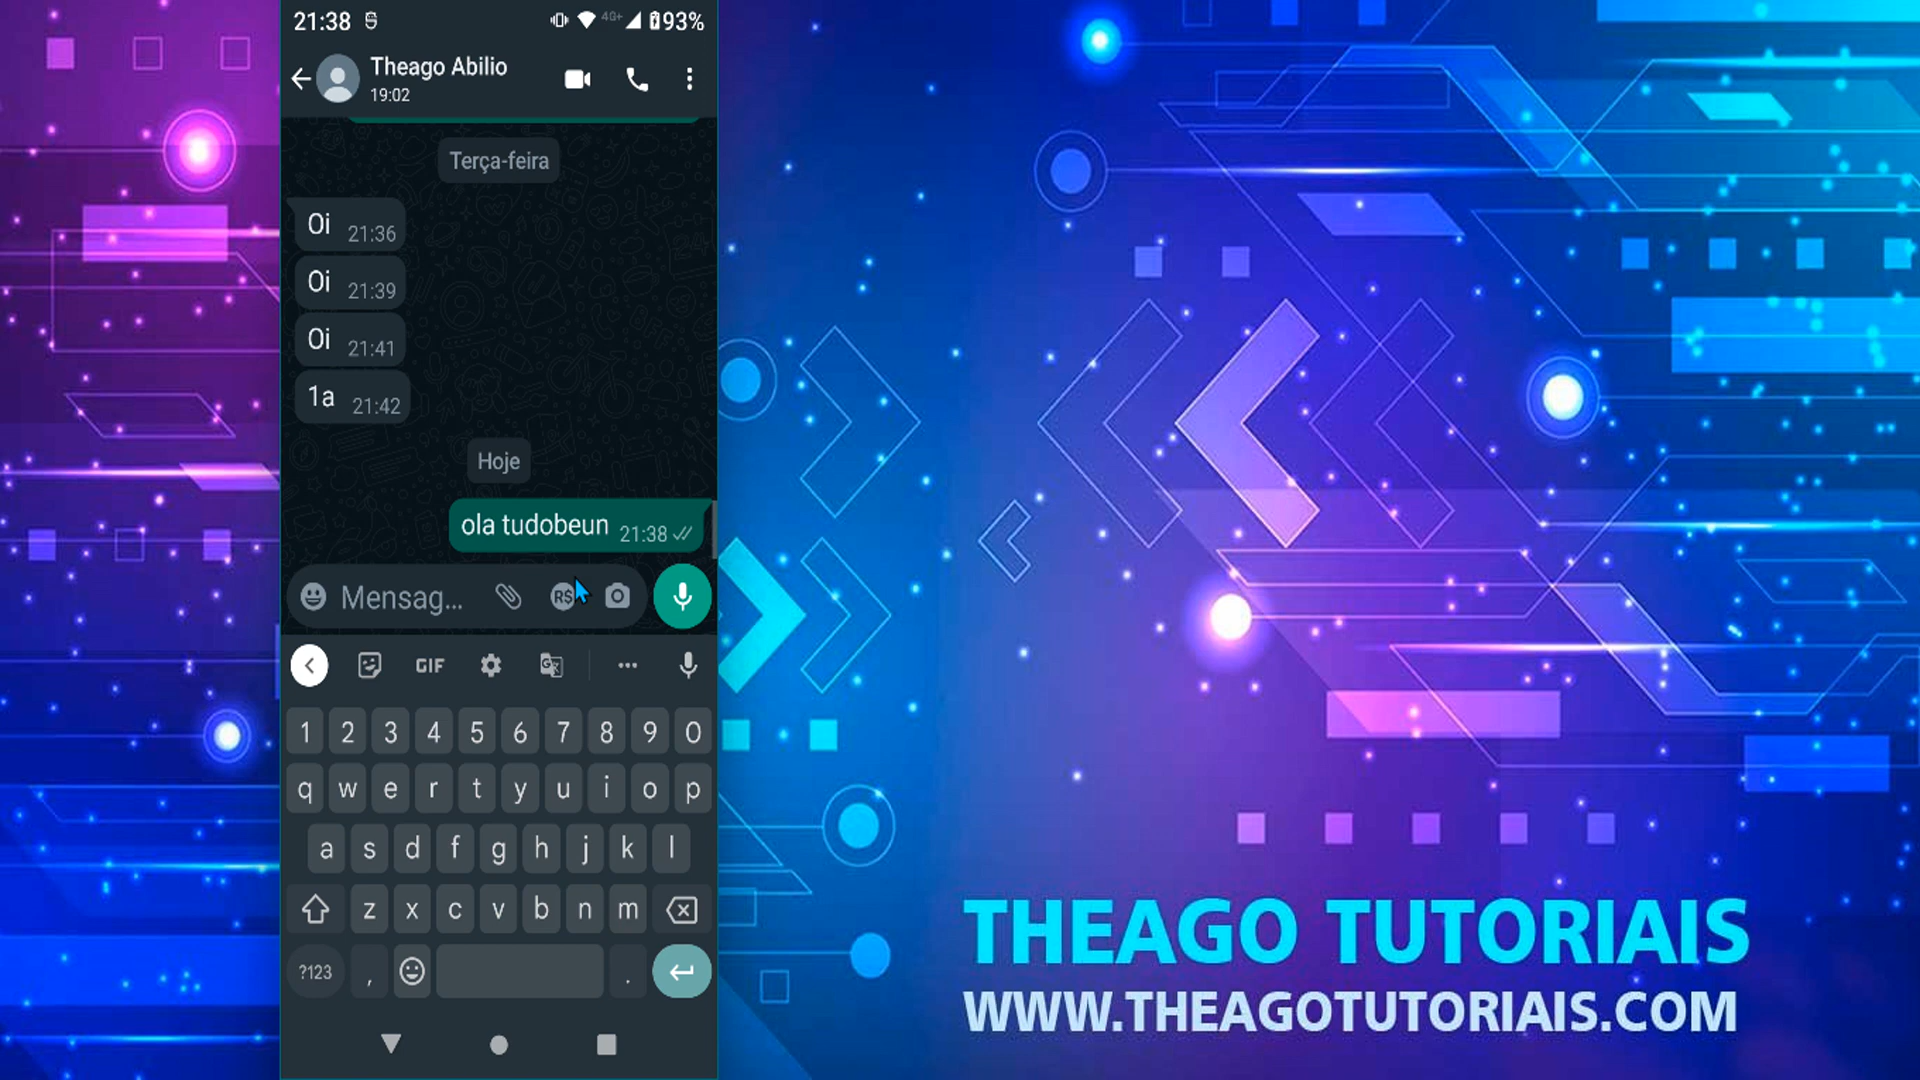 21:38 4G+ 93%
Theago Abilio
19:02
Terça-feira
Oi 21:36
Oi 21:39
Oi 21:41
1a 21:42
Hoje
ola tudobeun 21:38
Mensag... R$
GIF
1 2 3 4 5 6 7 8 9 0
q w e r t y u i o p
a s d f g h j k l
z x c v b n m
?123 , .
THEAGO TUTORIAIS
WWW.THEAGOTUTORIAIS.COM